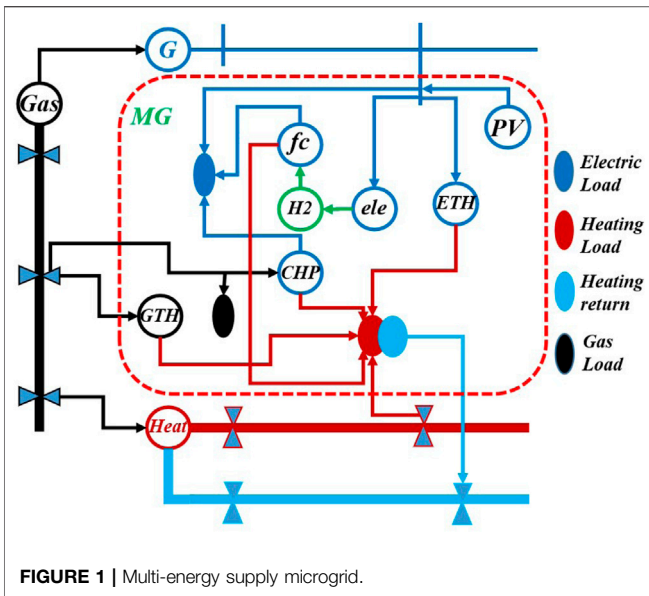 G
Gas
MG
PV
fc
Electric
Load
H2
ele
ETH
Heating
Load
CHP
Heating
return
GTH
Gas
Load
Heat
FIGURE 1 | Multi-energy supply microgrid.